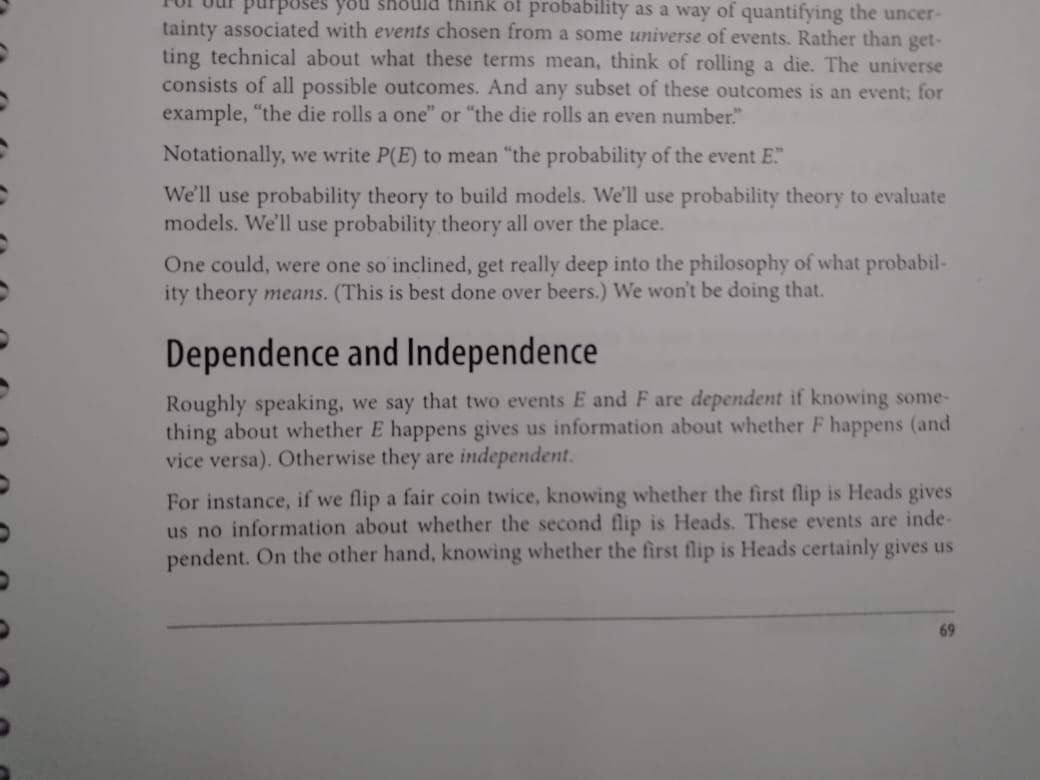 For our purposes you should think of probability as a way of quantifying the uncer-
tainty associated with events chosen from a some universe of events. Rather than get-
ting technical about what these terms mean, think of rolling a die. The universe
consists of all possible outcomes. And any subset of these outcomes is an event; for
example, “the die rolls a one” or “the die rolls an even number.”
Notationally, we write P(E) to mean “the probability of the event E.”
We’ll use probability theory to build models. We’ll use probability theory to evaluate
models. We’ll use probability theory all over the place.
One could, were one so inclined, get really deep into the philosophy of what probabil-
ity theory means. (This is best done over beers.) We won’t be doing that.
Dependence and Independence
Roughly speaking, we say that two events E and F are dependent if knowing some-
thing about whether E happens gives us information about whether F happens (and
vice versa). Otherwise they are independent.
For instance, if we flip a fair coin twice, knowing whether the first flip is Heads gives
us no information about whether the second flip is Heads. These events are inde-
pendent. On the other hand, knowing whether the first flip is Heads certainly gives us
69